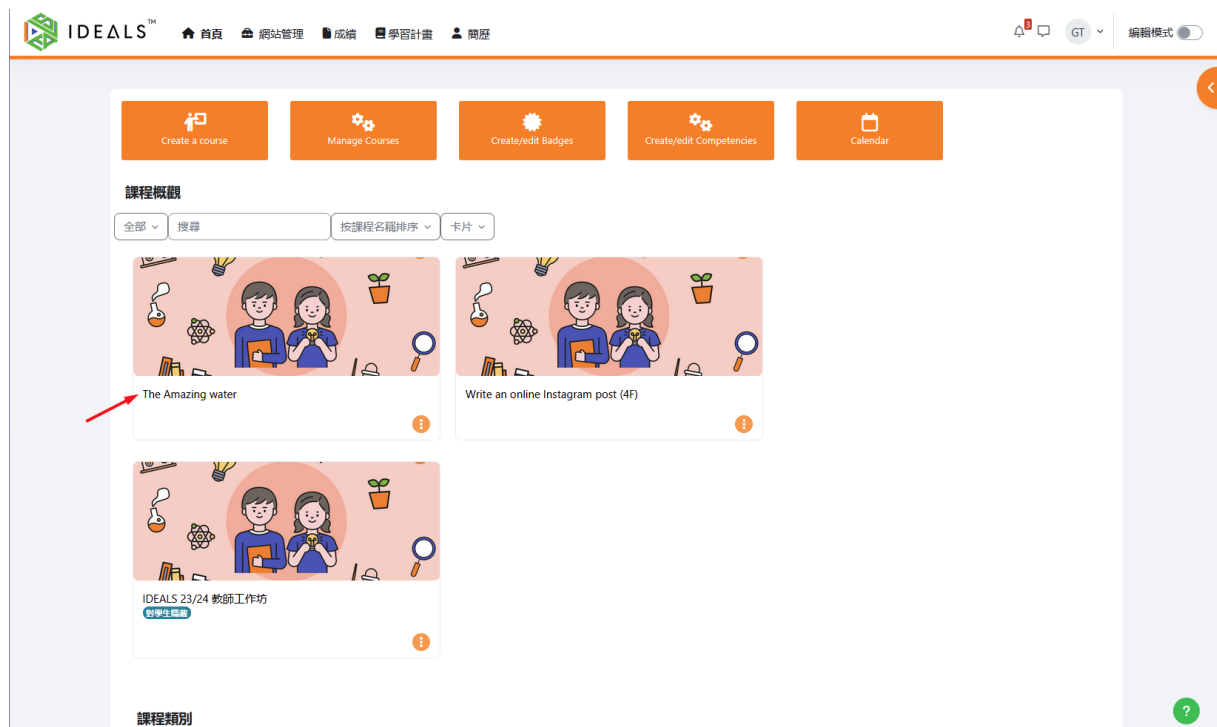 IDEALS™ 首頁 網站管理 成績 學習計畫 簡歷 3 GT 編輯模式
Create a course Manage Courses Create/edit Badges Create/edit Competencies Calendar
課程概觀
全部 搜尋 按課程名稱排序 卡片
The Amazing water Write an online Instagram post (4F)
IDEALS 23/24 教師工作坊
對學生隱藏
課程類別
?